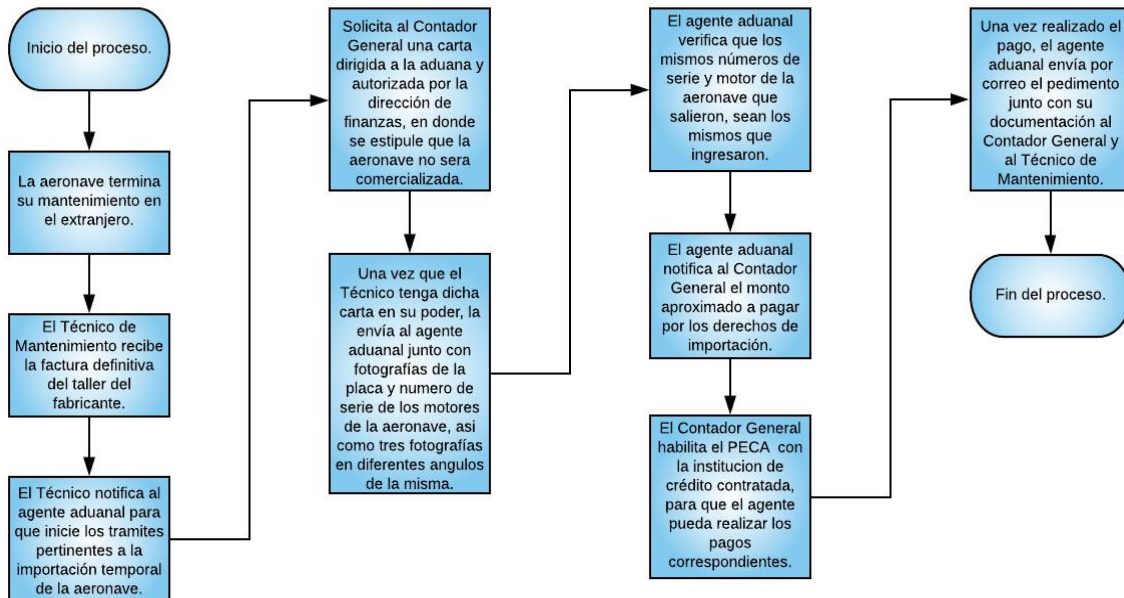 Inicio del proceso.
La aeronave termina
su mantenimiento en
el extranjero.
El Técnico de
Mantenimiento recibe
la factura definitiva
del taller del
fabricante.
El Técnico notifica al
agente aduanal para
que inicie los tramites
pertinentes a la
importación temporal
de la aeronave.
Solicita al Contador
General una carta
dirigida a la aduana y
autorizada por la
dirección de
finanzas, en donde
se estipule que la
aeronave no sera
comercializada.
Una vez que el
Técnico tenga dicha
carta en su poder, la
envía al agente
aduanal junto con
fotografías de la
placa y numero de
serie de los motores
de la aeronave, asi
como tres fotografías
en diferentes angulos
de la misma.
El agente aduanal
verifica que los
mismos números de
serie y motor de la
aeronave que
salieron, sean los
mismos que
ingresaron.
El agente aduanal
notifica al Contador
General el monto
aproximado a pagar
por los derechos de
importación.
El Contador General
habilita el PECA con
la institucion de
crédito contratada,
para que el agente
pueda realizar los
pagos
correspondientes.
Una vez realizado el
pago, el agente
aduanal envía por
correo el pedimento
junto con su
documentación al
Contador General y
al Técnico de
Mantenimiento.
Fin del proceso.